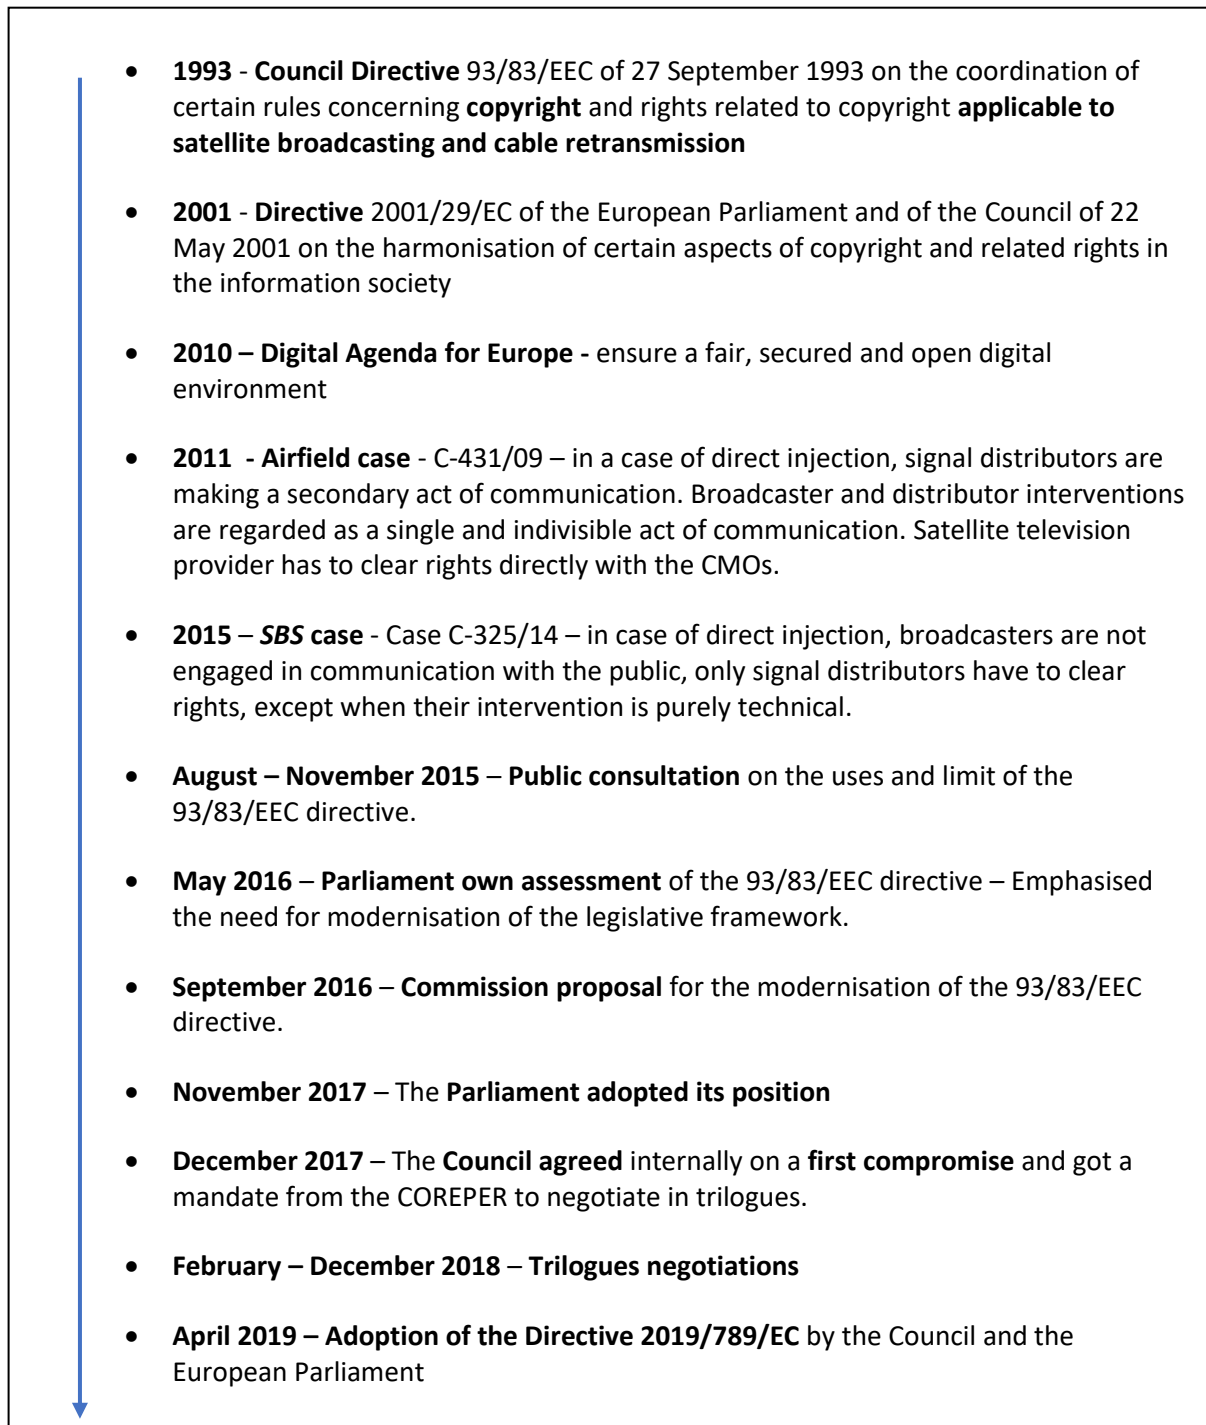 • 1993 - Council Directive 93/83/EEC of 27 September 1993 on the coordination of
certain rules concerning copyright and rights related to copyright applicable to
satellite broadcasting and cable retransmission
• 2001 - Directive 2001/29/EC of the European Parliament and of the Council of 22
May 2001 on the harmonisation of certain aspects of copyright and related rights in
the information society
• 2010 – Digital Agenda for Europe - ensure a fair, secured and open digital
environment
• 2011  - Airfield case - C-431/09 – in a case of direct injection, signal distributors are
making a secondary act of communication. Broadcaster and distributor interventions
are regarded as a single and indivisible act of communication. Satellite television
provider has to clear rights directly with the CMOs.
• 2015 – SBS case - Case C-325/14 – in case of direct injection, broadcasters are not
engaged in communication with the public, only signal distributors have to clear
rights, except when their intervention is purely technical.
• August – November 2015 – Public consultation on the uses and limit of the
93/83/EEC directive.
• May 2016 – Parliament own assessment of the 93/83/EEC directive – Emphasised
the need for modernisation of the legislative framework.
• September 2016 – Commission proposal for the modernisation of the 93/83/EEC
directive.
• November 2017 – The Parliament adopted its position
• December 2017 – The Council agreed internally on a first compromise and got a
mandate from the COREPER to negotiate in trilogues.
• February – December 2018 – Trilogues negotiations
• April 2019 – Adoption of the Directive 2019/789/EC by the Council and the
European Parliament